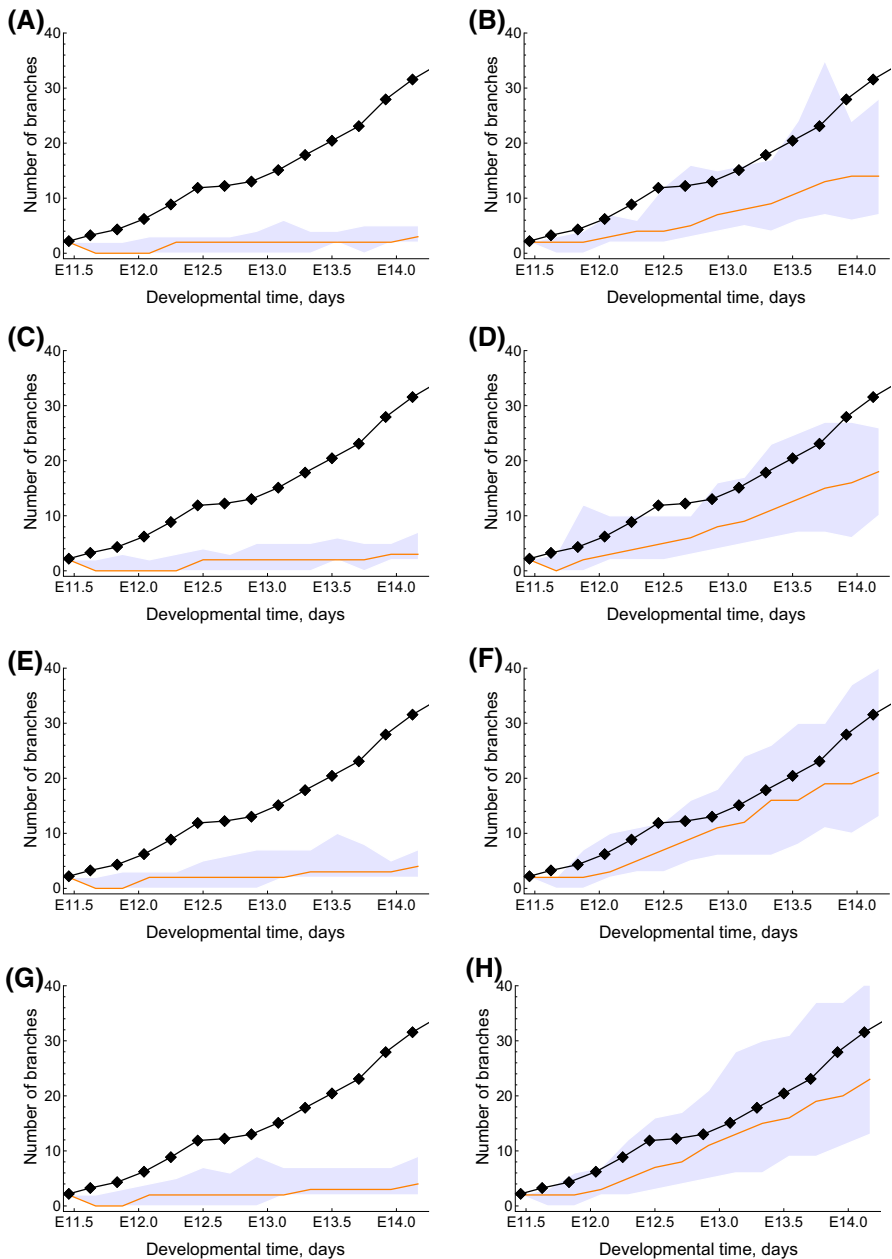 (A)
Number of branches
40
30
20
10
0
E11.5 E12.0 E12.5 E13.0 E13.5 E14.0
Developmental time, days
(B)
Number of branches
40
30
20
10
0
E11.5 E12.0 E12.5 E13.0 E13.5 E14.0
Developmental time, days
(C)
Number of branches
40
30
20
10
0
E11.5 E12.0 E12.5 E13.0 E13.5 E14.0
Developmental time, days
(D)
Number of branches
40
30
20
10
0
E11.5 E12.0 E12.5 E13.0 E13.5 E14.0
Developmental time, days
(E)
Number of branches
40
30
20
10
0
E11.5 E12.0 E12.5 E13.0 E13.5 E14.0
Developmental time, days
(F)
Number of branches
40
30
20
10
0
E11.5 E12.0 E12.5 E13.0 E13.5 E14.0
Developmental time, days
(G)
Number of branches
40
30
20
10
0
E11.5 E12.0 E12.5 E13.0 E13.5 E14.0
Developmental time, days
(H)
Number of branches
40
30
20
10
0
E11.5 E12.0 E12.5 E13.0 E13.5 E14.0
Developmental time, days